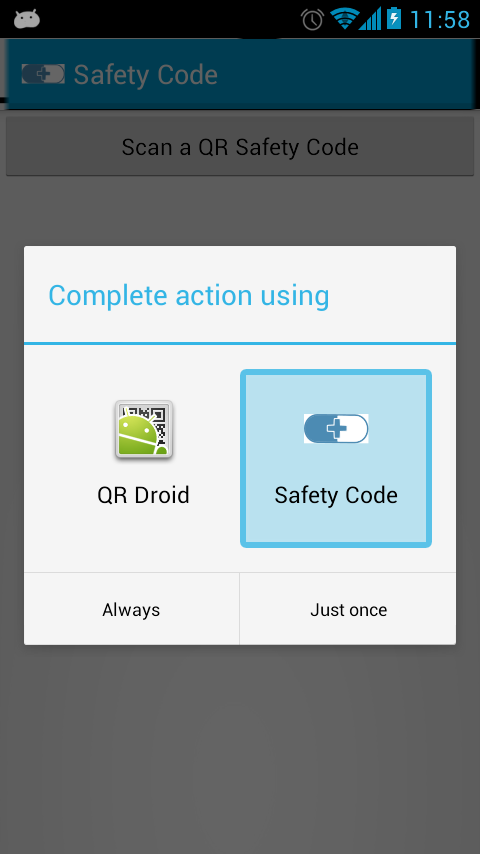 11:58
Safety Code
Scan a QR Safety Code
Complete action using
QR Droid
Safety Code
Always
Just once